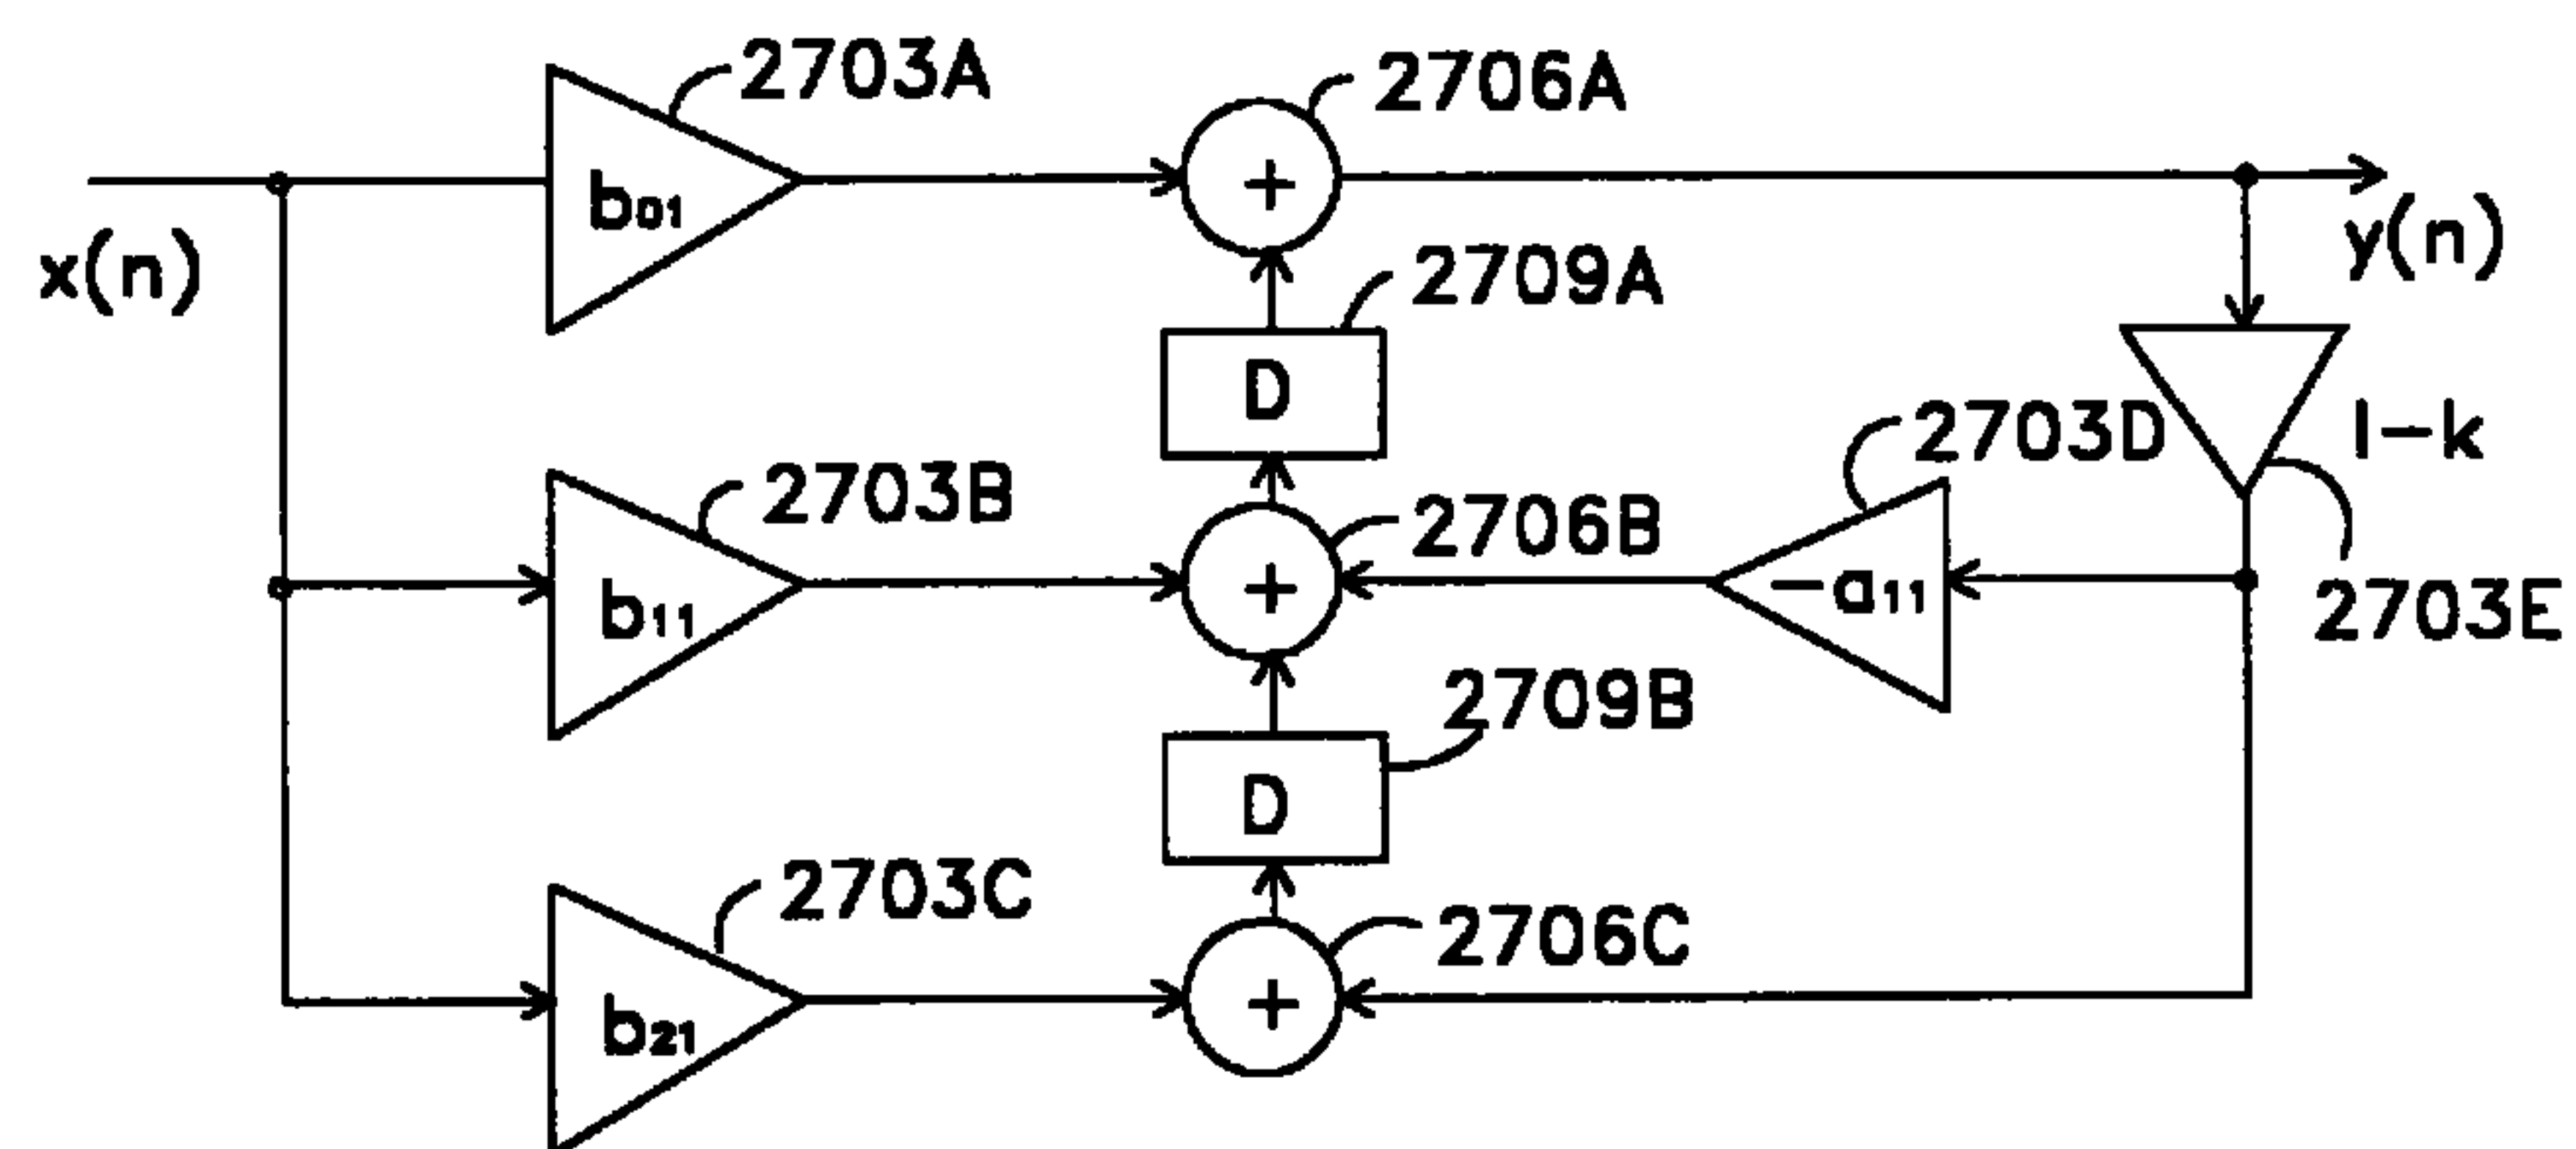 2703A
2706A
b01
+
x(n)
y(n)
2709A
D
2703D
1-k
2703B
2706B
b11
+
-a11
2703E
2709B
D
2703C
2706C
b21
+